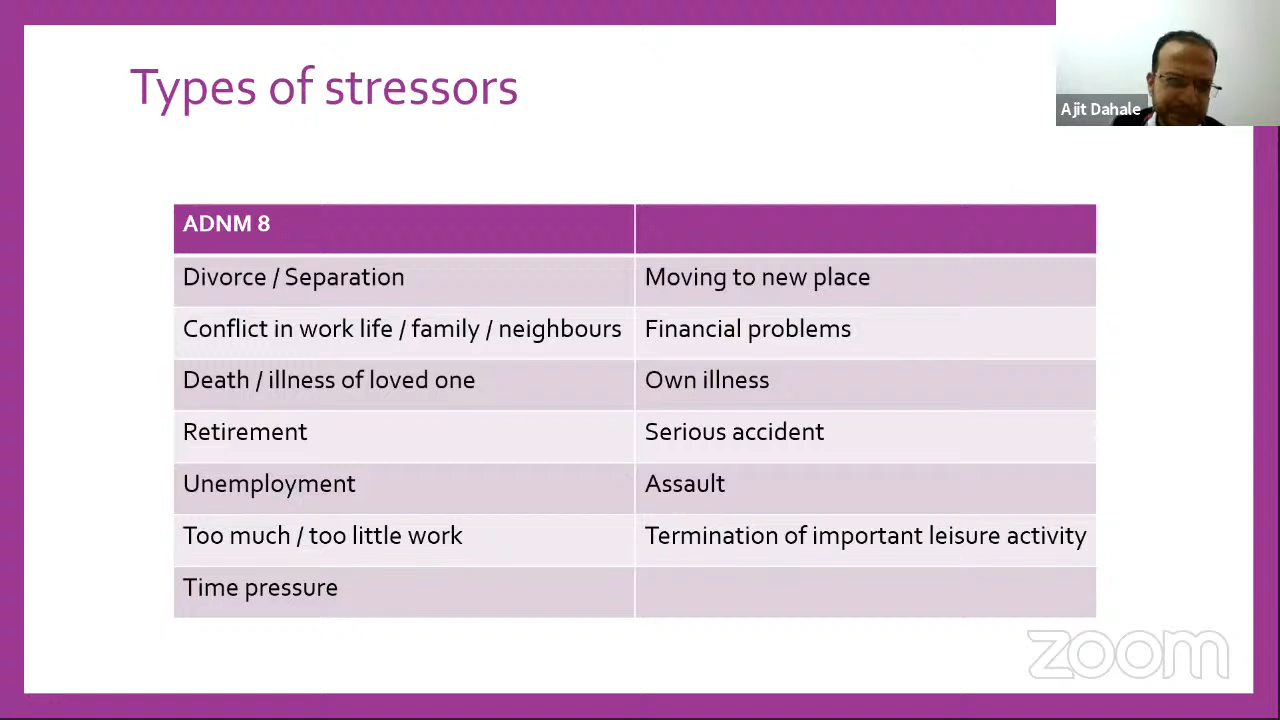 Types of stressors
Ajit Dahale
ADNM 8
Divorce / Separation
Moving to new place
Conflict in work life / family / neighbours
Financial problems
Death / illness of loved one
Own illness
Retirement
Serious accident
Unemployment
Assault
Too much / too little work
Termination of important leisure activity
Time pressure
zoom